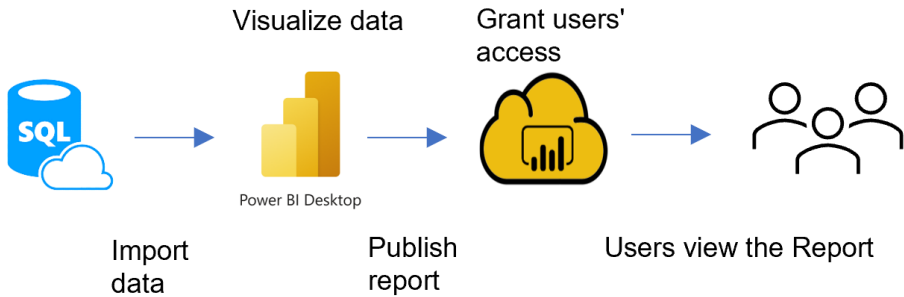 Visualize data
Grant users'
access
SQL
Power BI Desktop
Import
data
Publish
report
Users view the Report